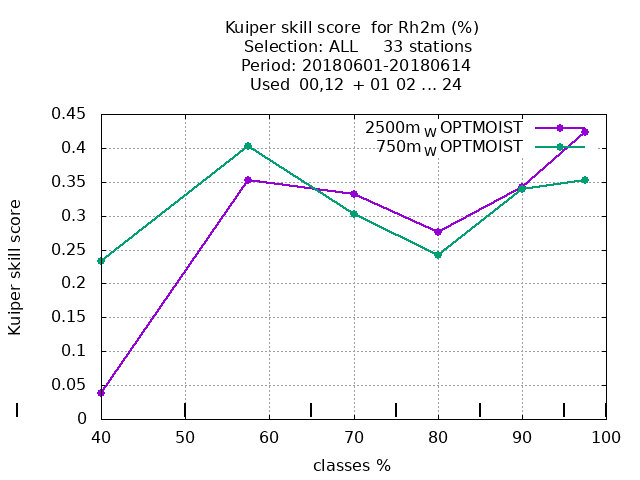 Kuiper skill score  for Rh2m (%)
Selection: ALL     33 stations
Period: 20180601-20180614
Used  00,12  + 01 02 ... 24
2500m W OPTMOIST
750m W OPTMOIST
0.45
0.4
0.35
0.3
0.25
0.2
0.15
0.1
0.05
0
Kuiper skill score
40 50 60 70 80 90 100
classes %